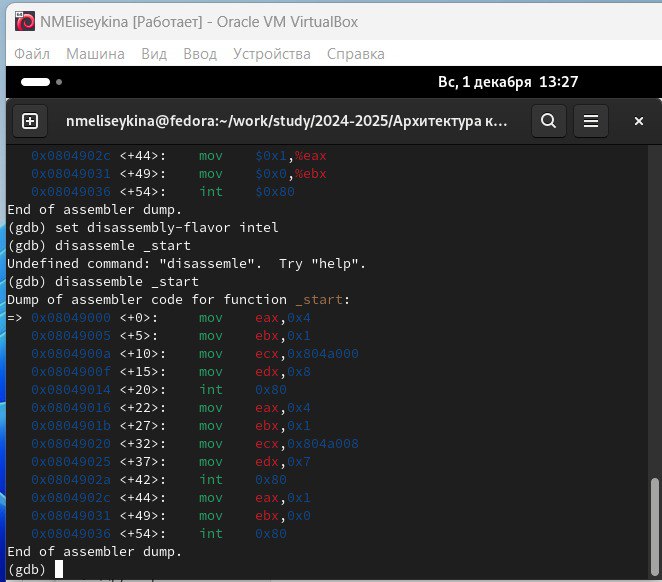 NMEliseykina [Работает] - Oracle VM VirtualBox
Файл Машина Вид Ввод Устройства Справка
Вс, 1 декабря 13:27
nmeliseykina@fedora:~/work/study/2024-2025/Архитектура к...
0x0804902c <+44>: mov $0x1,%eax
0x08049031 <+49>: mov $0x0,%ebx
0x08049036 <+54>: int $0x80
End of assembler dump.
(gdb) set disassembly-flavor intel
(gdb) disassemle _start
Undefined command: "disassemle". Try "help".
(gdb) disassemble _start
Dump of assembler code for function _start:
=> 0x08049000 <+0>: mov eax,0x4
0x08049005 <+5>: mov ebx,0x1
0x0804900a <+10>: mov ecx,0x804a000
0x0804900f <+15>: mov edx,0x8
0x08049014 <+20>: int 0x80
0x08049016 <+22>: mov eax,0x4
0x0804901b <+27>: mov ebx,0x1
0x08049020 <+32>: mov ecx,0x804a008
0x08049025 <+37>: mov edx,0x7
0x0804902a <+42>: int 0x80
0x0804902c <+44>: mov eax,0x1
0x08049031 <+49>: mov ebx,0x0
0x08049036 <+54>: int 0x80
End of assembler dump.
(gdb)